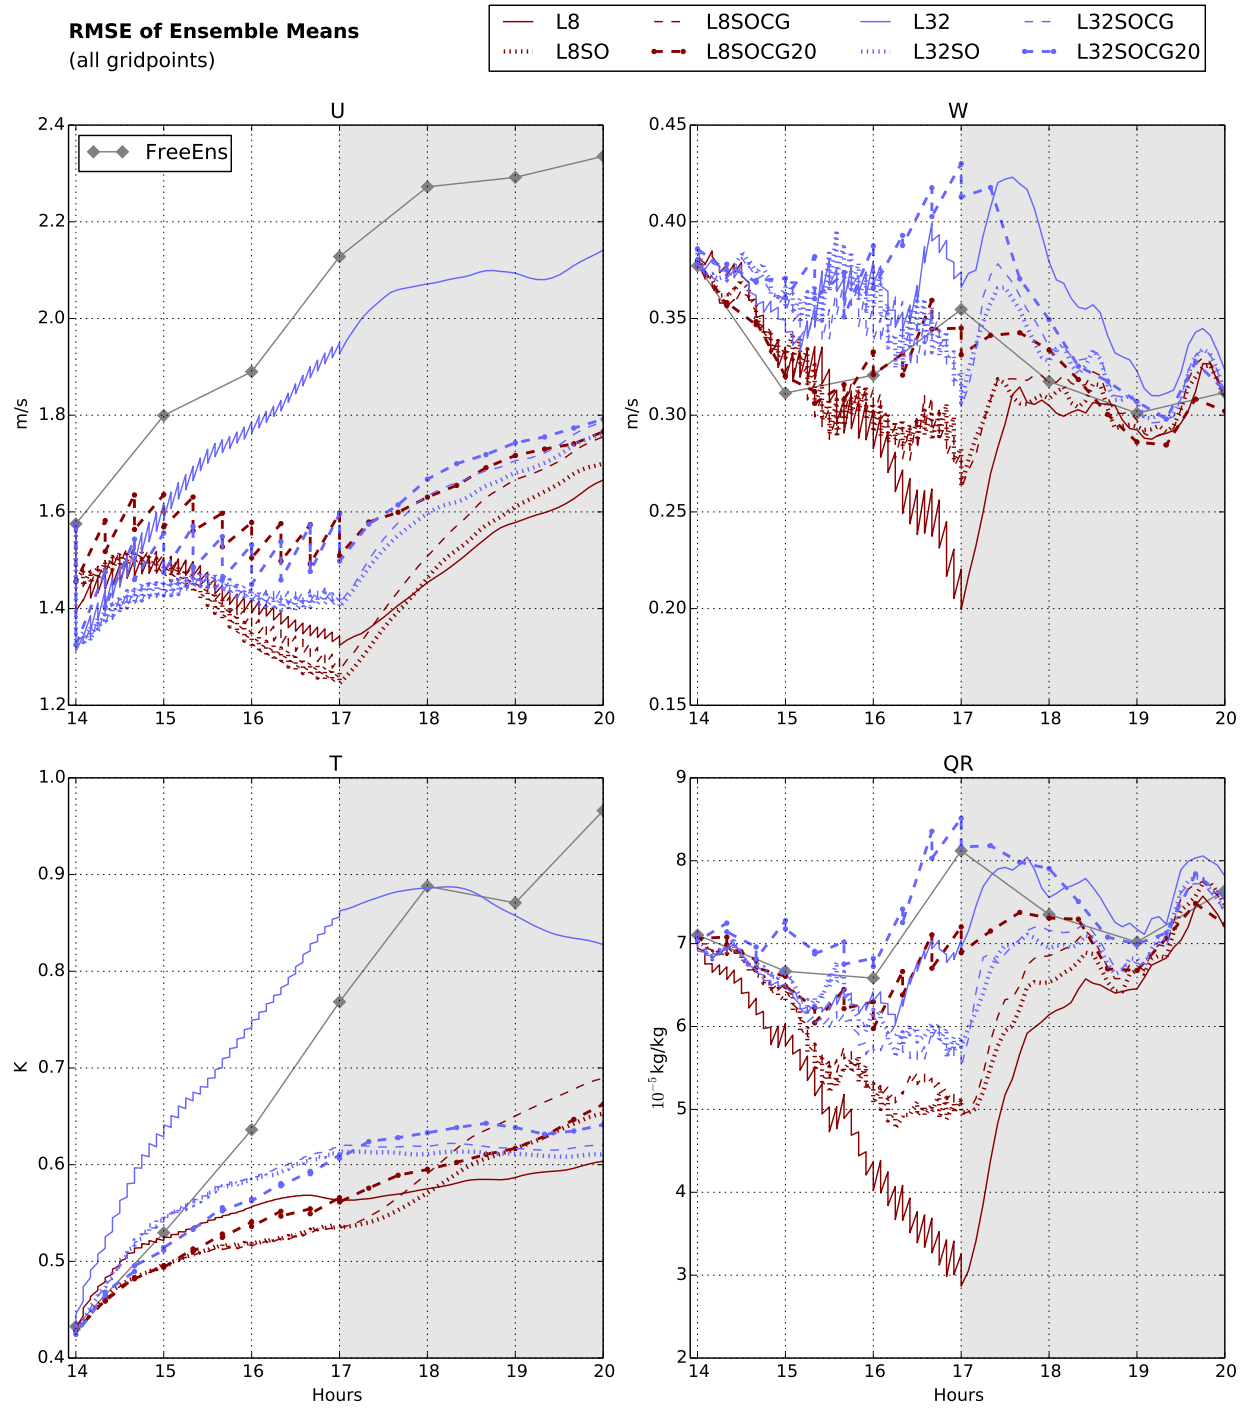 RMSE of Ensemble Means
(all gridpoints)
L8 L8SOCG L32 L32SOCG
L8SO L8SOCG20 L32SO L32SOCG20
U
FreeEns
2.4
2.2
2.0
1.8
1.6
1.4
1.2
m/s
14 15 16 17 18 19 20
W
0.45
0.40
0.35
0.30
0.25
0.20
0.15
m/s
14 15 16 17 18 19 20
T
1.0
0.9
0.8
0.7
0.6
0.5
0.4
K
14 15 16 17 18 19 20
Hours
QR
9
8
7
6
5
4
3
2
10⁻⁵ kg/kg
14 15 16 17 18 19 20
Hours